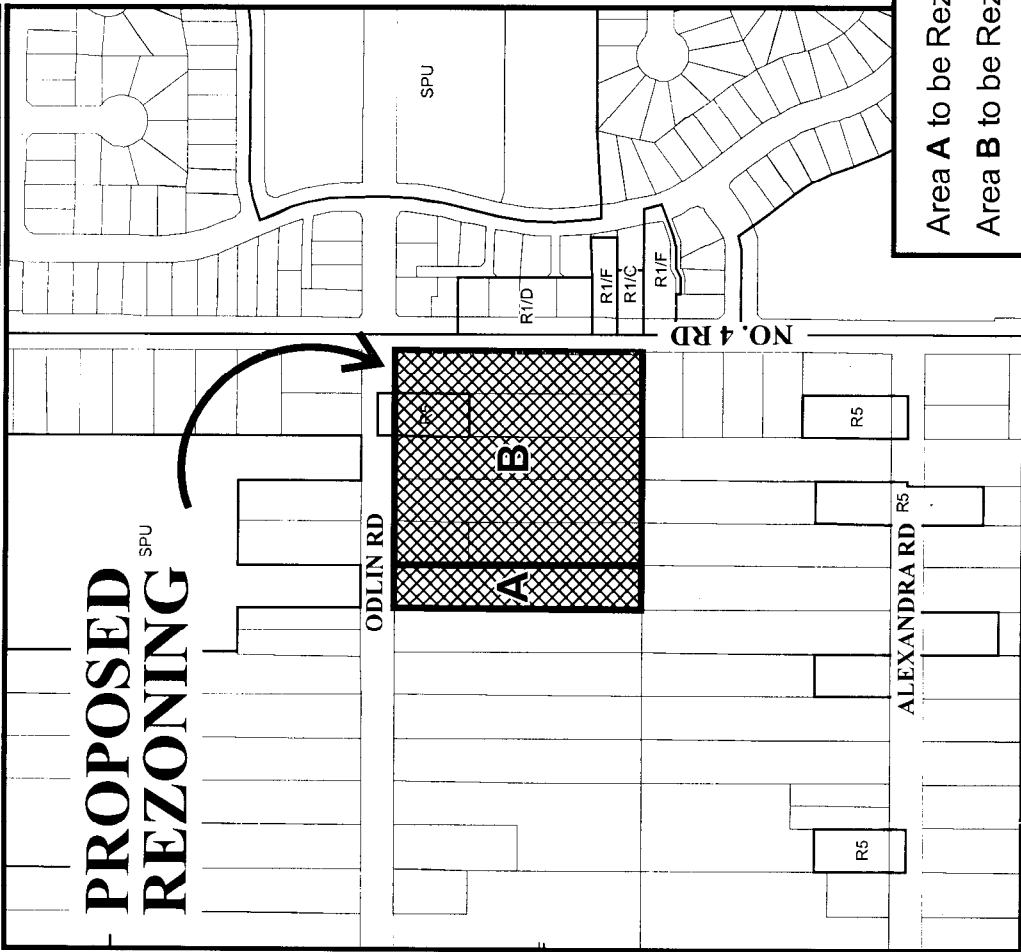 PROPOSED
REZONING
SPU
SPU
ODLIN RD
R5
A
B
NO. 4 RD
R1/D
R1/F
R1/C
R1/F
R5
R5
R5
ALEXANDRA RD
Area A to be Rez
Area B to be Rez